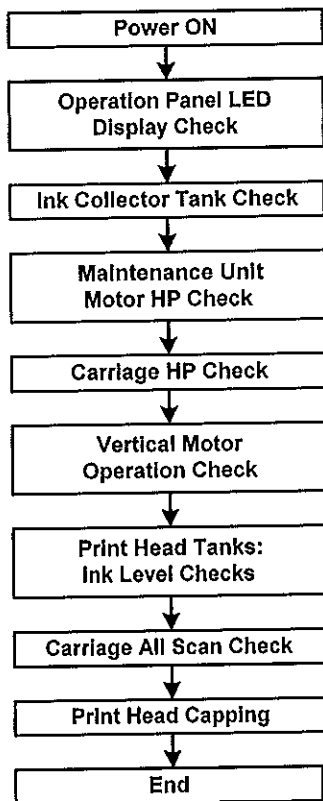 Power ON
Operation Panel LED
Display Check
Ink Collector Tank Check
Maintenance Unit
Motor HP Check
Carriage HP Check
Vertical Motor
Operation Check
Print Head Tanks:
Ink Level Checks
Carriage All Scan Check
Print Head Capping
End